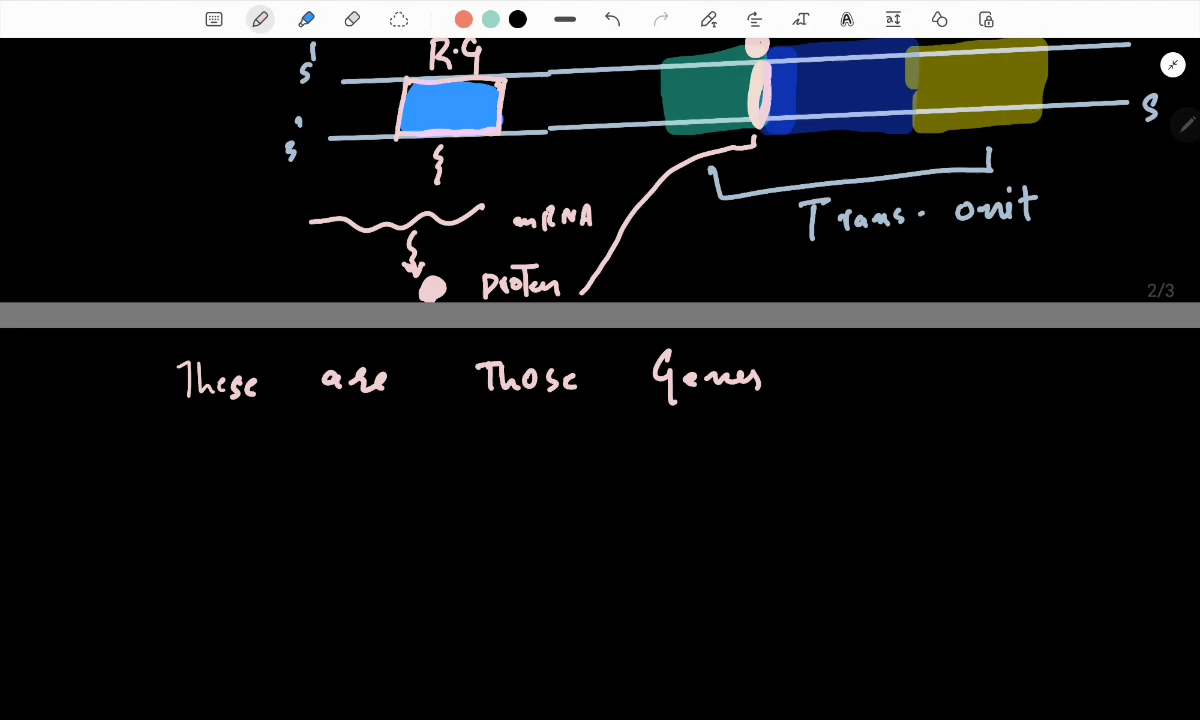 R.G
5'
3'
S
mRNA
Trans. unit
Protein
2/3
These are Those Genes